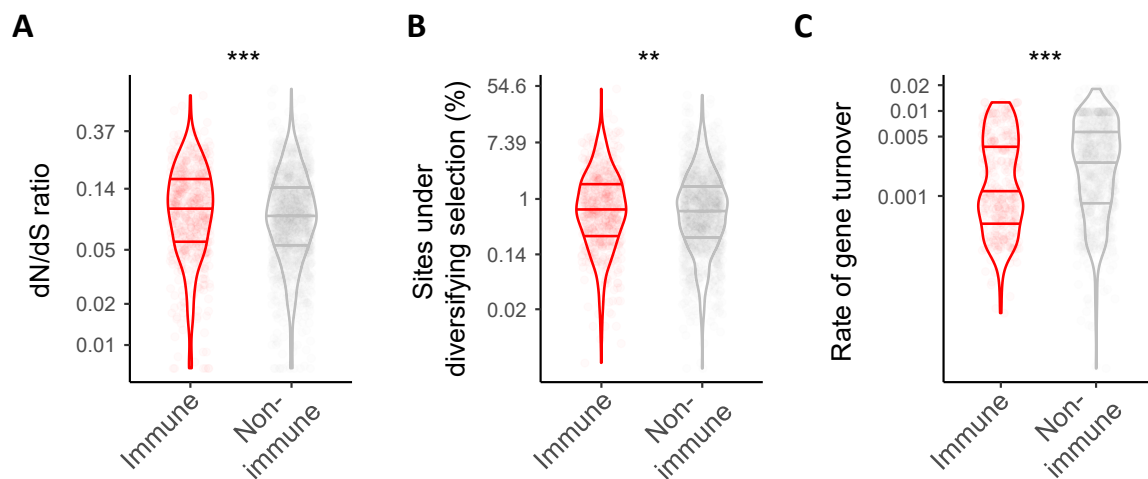 A
***
dN/dS ratio
0.37
0.14
0.05
0.02
0.01
Immune
Non-
immune
B
**
Sites under
diversifying selection (%)
54.6
7.39
1
0.14
0.02
Immune
Non-
immune
C
***
Rate of gene turnover
0.02
0.01
0.005
0.001
Immune
Non-
immune